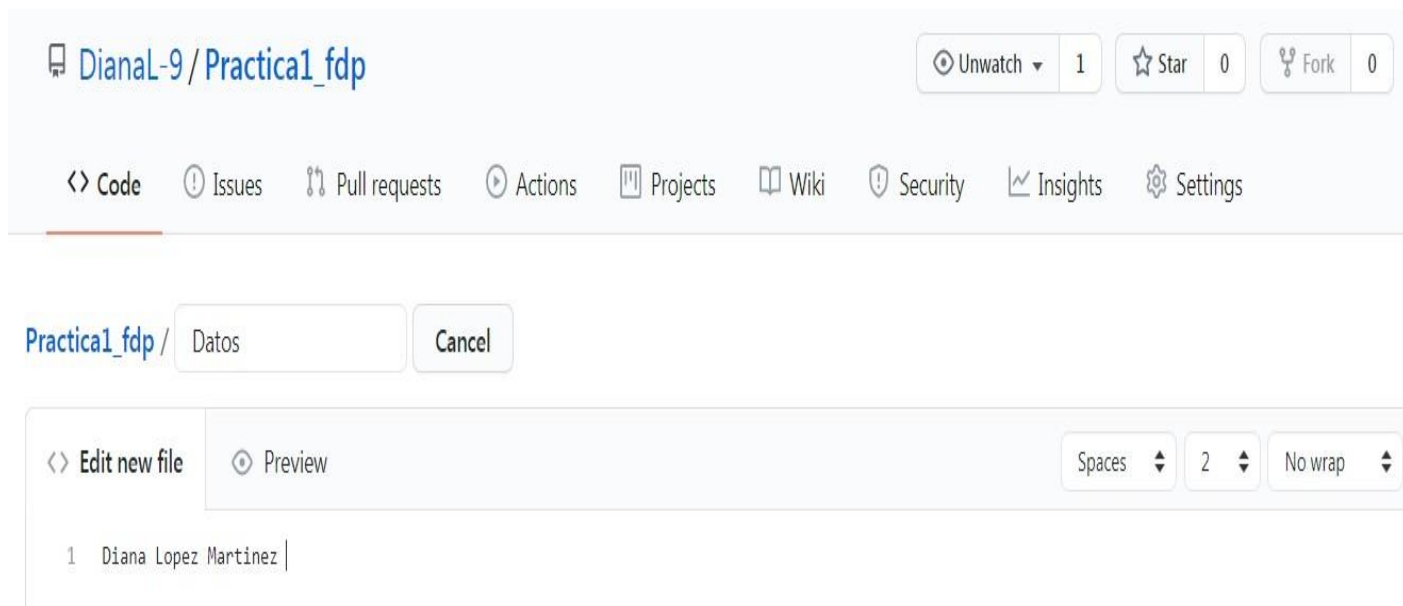 DianaL-9 / Practica1_fdp Unwatch 1 Star 0 Fork 0
<> Code Issues Pull requests Actions Projects Wiki Security Insights Settings
Practica1_fdp / Datos Cancel
<> Edit new file Preview Spaces 2 No wrap
1 Diana Lopez Martinez